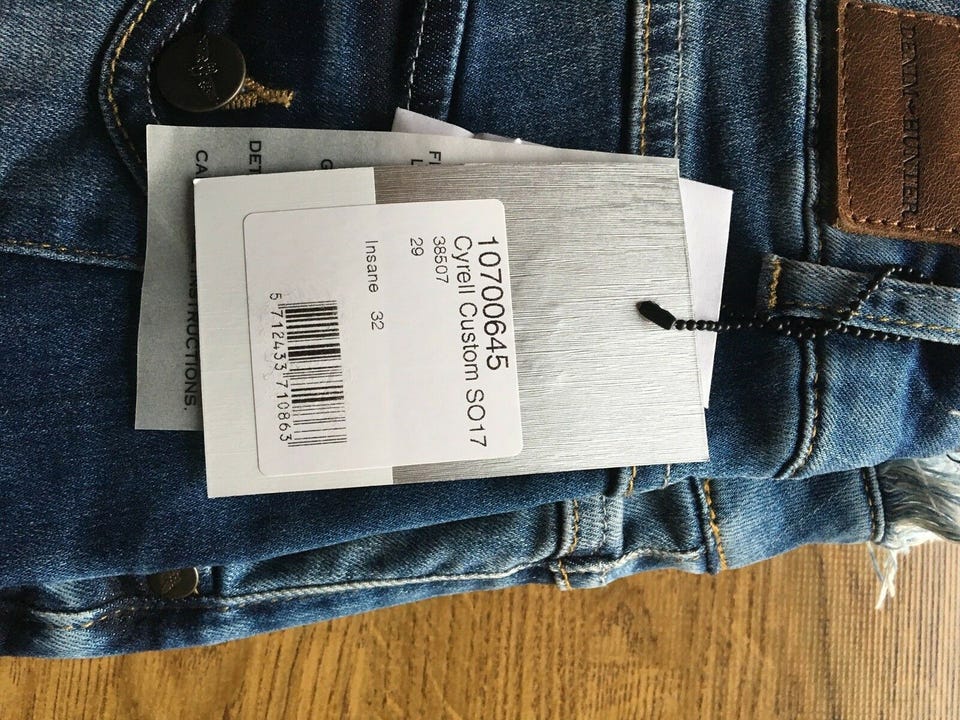 10700645
Cyrell Custom SO17
38507
29
Insane 32
5 712433 710863
DENIM HUNTER
INSTRUCTIONS.